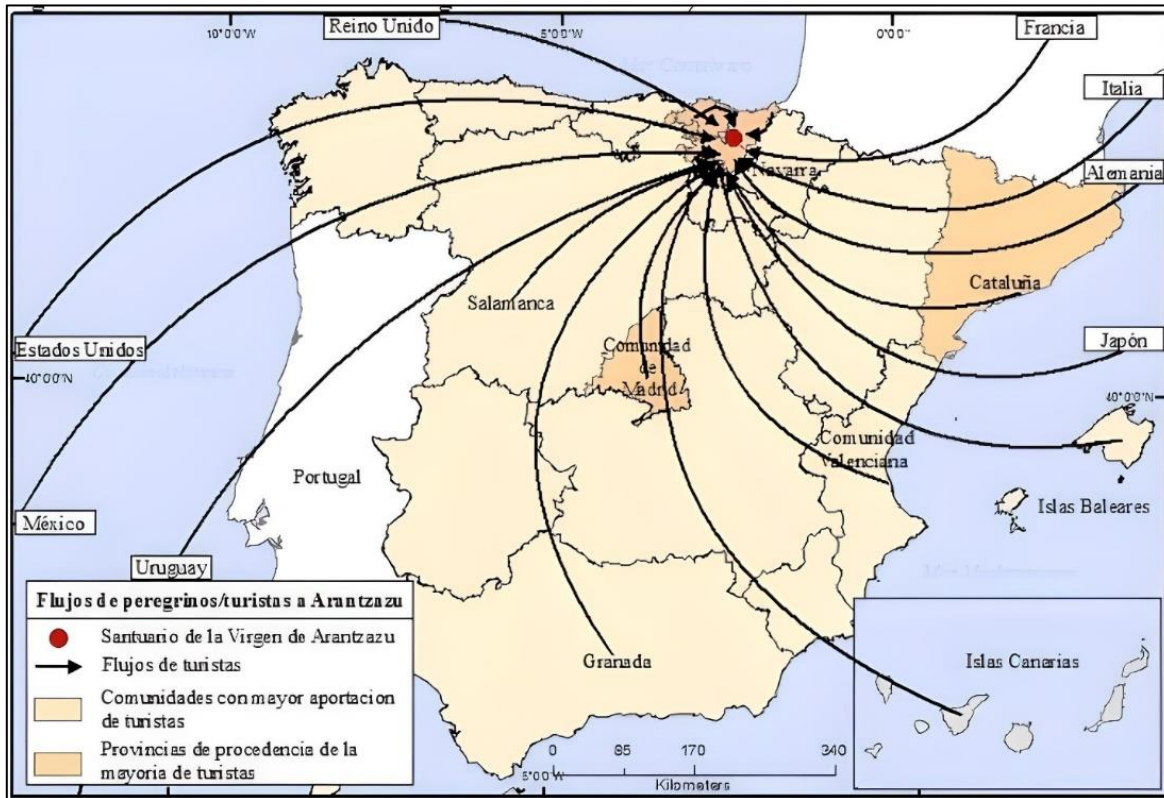 Reino Unido
10°0'0"W
5°0'0"W
0°0'0"
Francia
Italia
Alemania
Navarra
Cataluña
Salamanca
Estados Unidos
40°0'0"N
Comunidad
de
Madrid
Japón
40°0'0"N
Comunidad
Valenciana
Portugal
Islas Baleares
México
Uruguay
Granada
Flujos de peregrinos/turistas a Arantzazu
Santuario de la Virgen de Arantzazu
Flujos de turistas
Comunidades con mayor aportacion
de turistas
Provincias de procedencia de la
mayoria de turistas
Islas Canarias
0 85 170 340
Kilometers
5°0'0"W